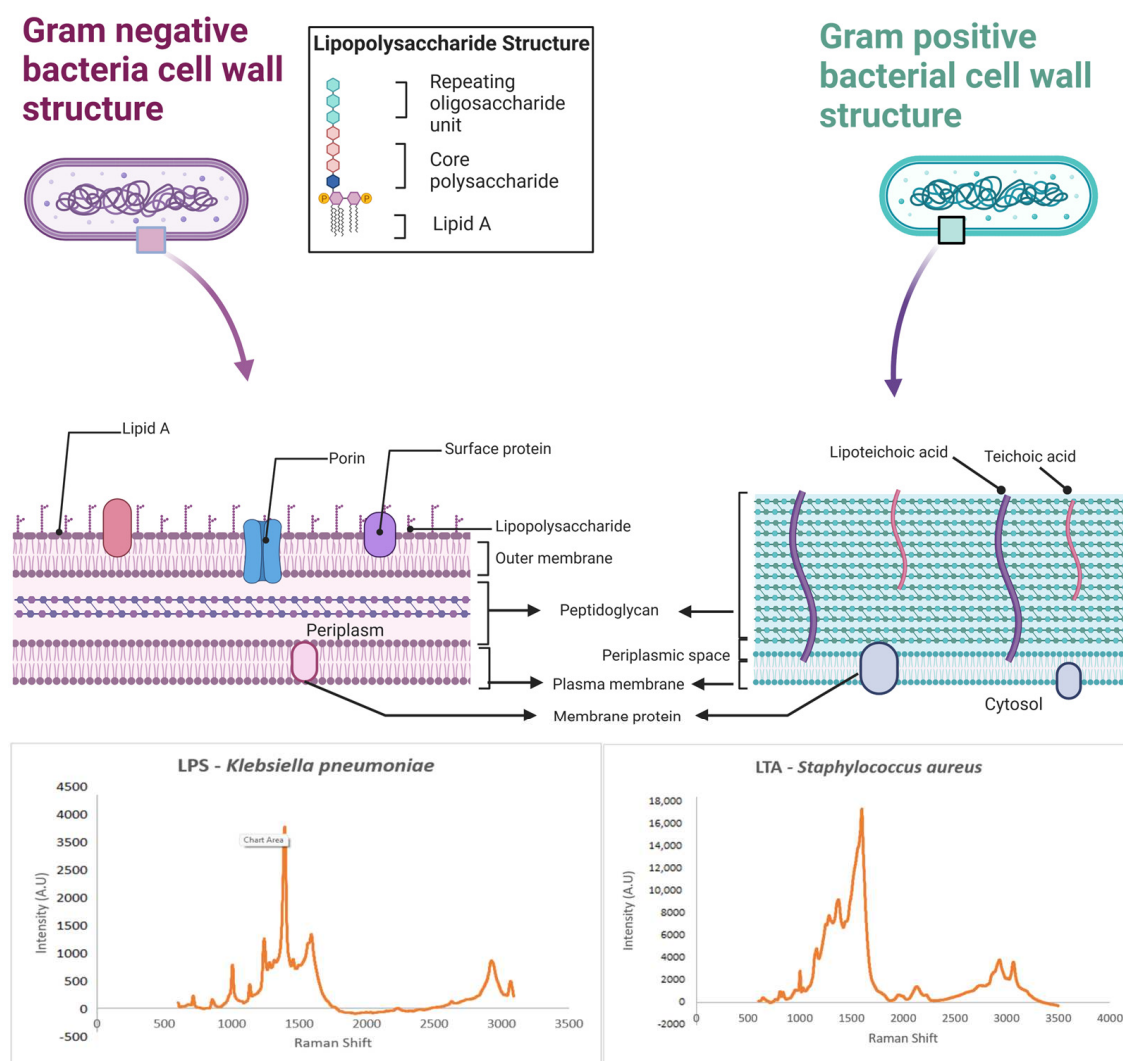 Gram negative
bacteria cell wall
structure
Lipopolysaccharide Structure
Repeating
oligosaccharide
unit
Core
polysaccharide
P
P
Lipid A
Gram positive
bacterial cell wall
structure
Lipid A
Porin
Surface protein
Lipopolysaccharide
Outer membrane
Peptidoglycan
Periplasm
Periplasmic space
Plasma membrane
Membrane protein
Lipoteichoic acid
Teichoic acid
Cytosol
LPS - Klebsiella pneumoniae
4500
4000
3500
3000
2500
2000
1500
1000
500
0
-500
Intensity (A.U)
Chart Area
0
500
1000
1500
2000
2500
3000
3500
Raman Shift
LTA - Staphylococcus aureus
18,000
16,000
14,000
12,000
10,000
8000
6000
4000
2000
0
-2000
Intensity (A.U)
0
500
1000
1500
2000
2500
3000
3500
4000
Raman Shift